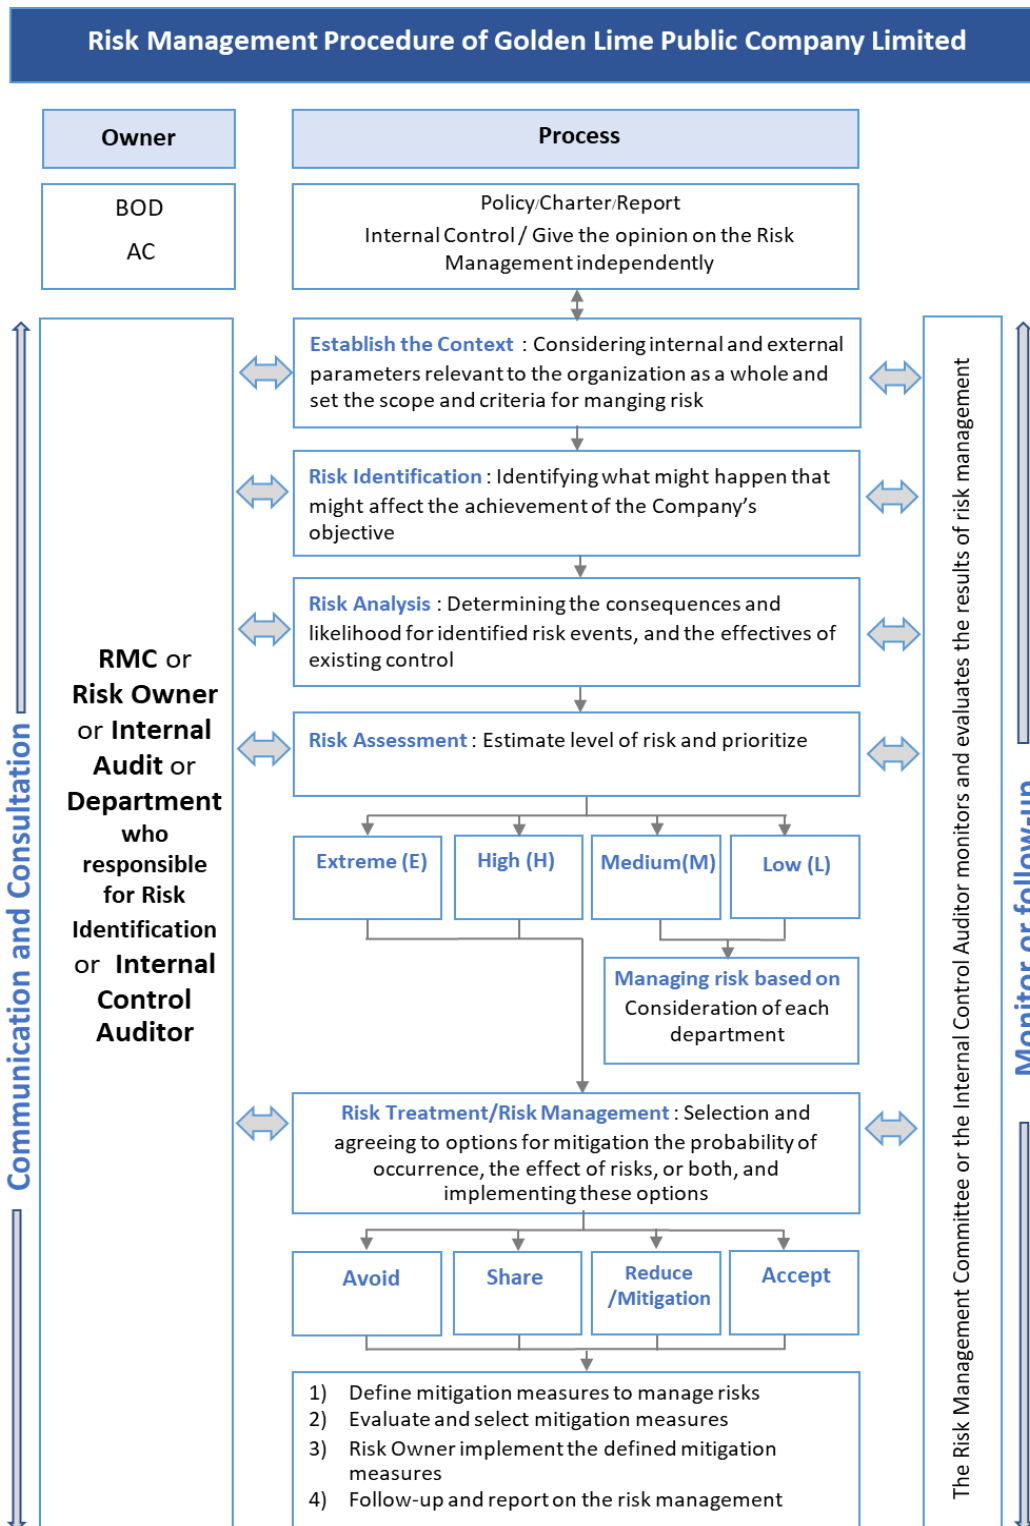 Risk Management Procedure of Golden Lime Public Company Limited
Owner
Process
BOD
AC
Policy/Charter/Report
Internal Control / Give the opinion on the Risk
Management independently
Establish the Context : Considering internal and external
parameters relevant to the organization as a whole and
set the scope and criteria for manging risk
Risk Identification : Identifying what might happen that
might affect the achievement of the Company's
objective
Risk Analysis : Determining the consequences and
likelihood for identified risk events, and the effectives of
existing control
Risk Assessment : Estimate level of risk and prioritize
Extreme (E)
High (H)
Medium(M)
Low (L)
Managing risk based on
Consideration of each
department
Risk Treatment/Risk Management : Selection and
agreeing to options for mitigation the probability of
occurrence, the effect of risks, or both, and
implementing these options
Avoid
Share
Reduce
/Mitigation
Accept
1) Define mitigation measures to manage risks
2) Evaluate and select mitigation measures
3) Risk Owner implement the defined mitigation
measures
4) Follow-up and report on the risk management
RMC or
Risk Owner
or Internal
Audit or
Department
who
responsible
for Risk
Identification
or Internal
Control
Auditor
Communication and Consultation
The Risk Management Committee or the Internal Control Auditor monitors and evaluates the results of risk management
Monitor or follow-up